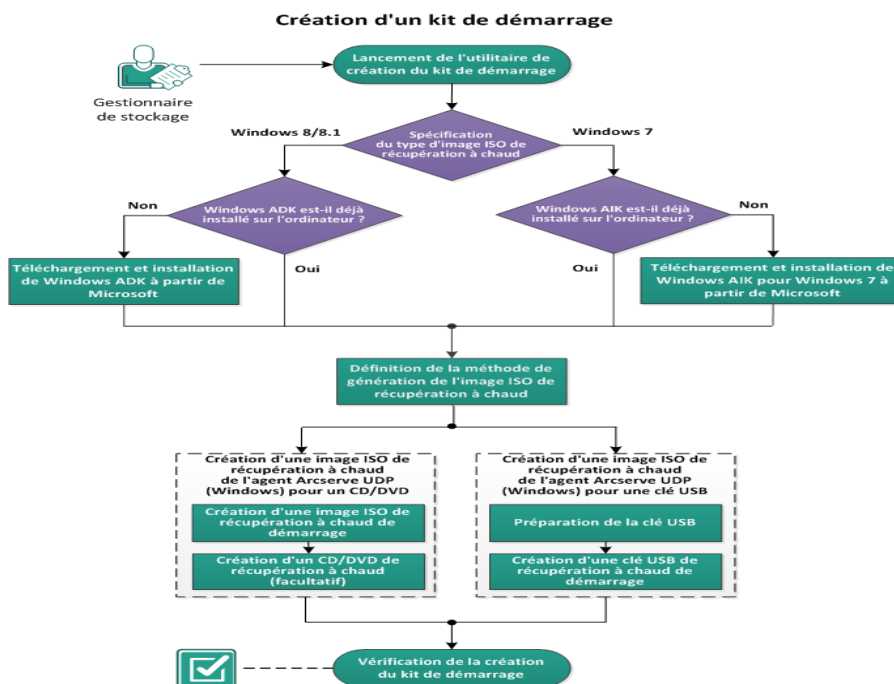 Création d'un kit de démarrage
Lancement de l'utilitaire de
création du kit de démarrage
Gestionnaire
de stockage
Windows 8/8.1
Spécification
du type d'image ISO de
récupération à chaud
Windows 7
Non
Windows ADK est-il déjà
installé sur l'ordinateur ?
Windows AIK est-il déjà
installé sur l'ordinateur ?
Non
Téléchargement et installation
de Windows ADK à partir de
Microsoft
Oui
Oui
Téléchargement et installation de
Windows AIK pour Windows 7 à
partir de Microsoft
Définition de la méthode de
génération de l'image ISO de
récupération à chaud
Création d'une image ISO de
récupération à chaud
de l'agent Arcserve UDP
(Windows) pour un CD/DVD
Création d'une image ISO de
récupération à chaud de
démarrage
Création d'un CD/DVD de
récupération à chaud
(facultatif)
Création d'une image ISO de
récupération à chaud
de l'agent Arcserve UDP
(Windows) pour une clé USB
Préparation de la clé USB
Création d'une clé USB de
récupération à chaud de
démarrage
Vérification de la création
du kit de démarrage